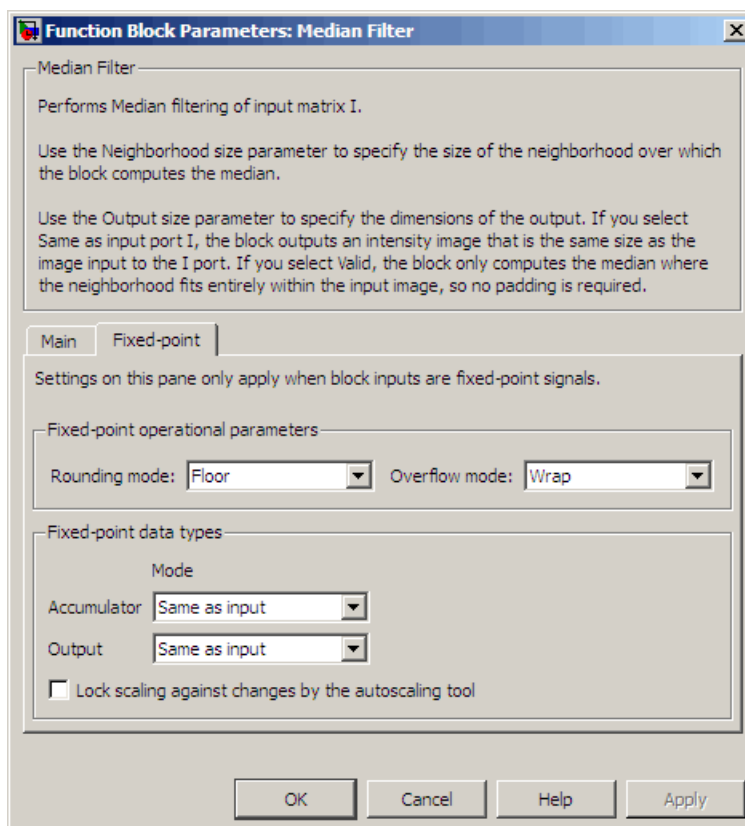 Function Block Parameters: Median Filter
Median Filter
Performs Median filtering of input matrix I.
Use the Neighborhood size parameter to specify the size of the neighborhood over which
the block computes the median.
Use the Output size parameter to specify the dimensions of the output. If you select
Same as input port I, the block outputs an intensity image that is the same size as the
image input to the I port. If you select Valid, the block only computes the median where
the neighborhood fits entirely within the input image, so no padding is required.
Main Fixed-point
Settings on this pane only apply when block inputs are fixed-point signals.
Fixed-point operational parameters
Rounding mode: Floor Overflow mode: Wrap
Fixed-point data types
Mode
Accumulator Same as input
Output Same as input
Lock scaling against changes by the autoscaling tool
OK Cancel Help Apply